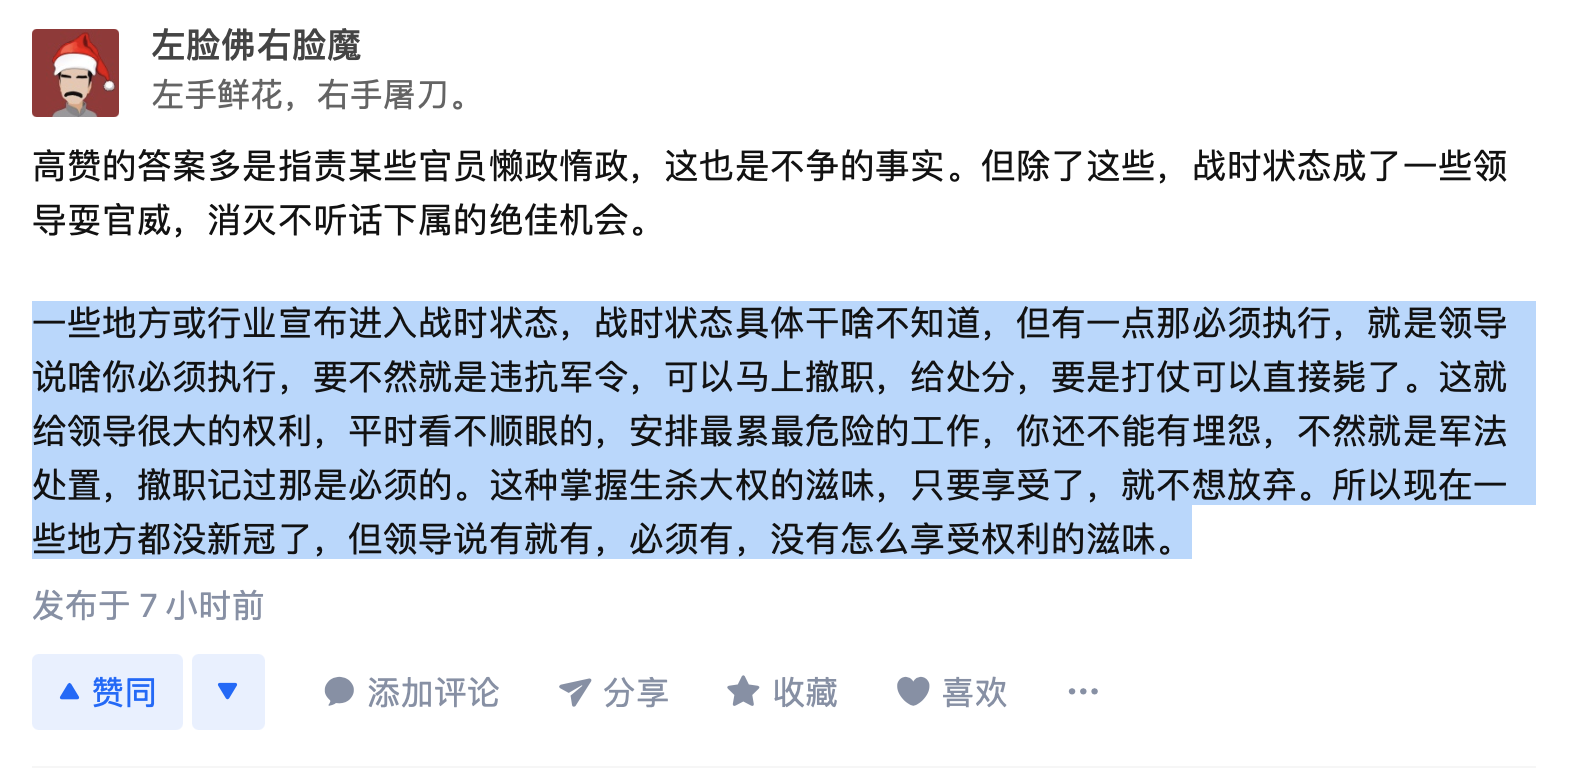 左脸佛右脸魔
左手鲜花，右手屠刀。
高赞的答案多是指责某些官员懒政惰政，这也是不争的事实。但除了这些，战时状态成了一些领
导耍官威，消灭不听话下属的绝佳机会。
一些地方或行业宣布进入战时状态，战时状态具体干啥不知道，但有一点那必须执行，就是领导
说啥你必须执行，要不然就是违抗军令，可以马上撤职，给处分，要是打仗可以直接毙了。这就
给领导很大的权利，平时看不顺眼的，安排最累最危险的工作，你还不能有埋怨，不然就是军法
处置，撤职记过那是必须的。这种掌握生杀大权的滋味，只要享受了，就不想放弃。所以现在一
些地方都没新冠了，但领导说有就有，必须有，没有怎么享受权利的滋味。
发布于 7 小时前
赞同 添加评论 分享 收藏 喜欢 ···